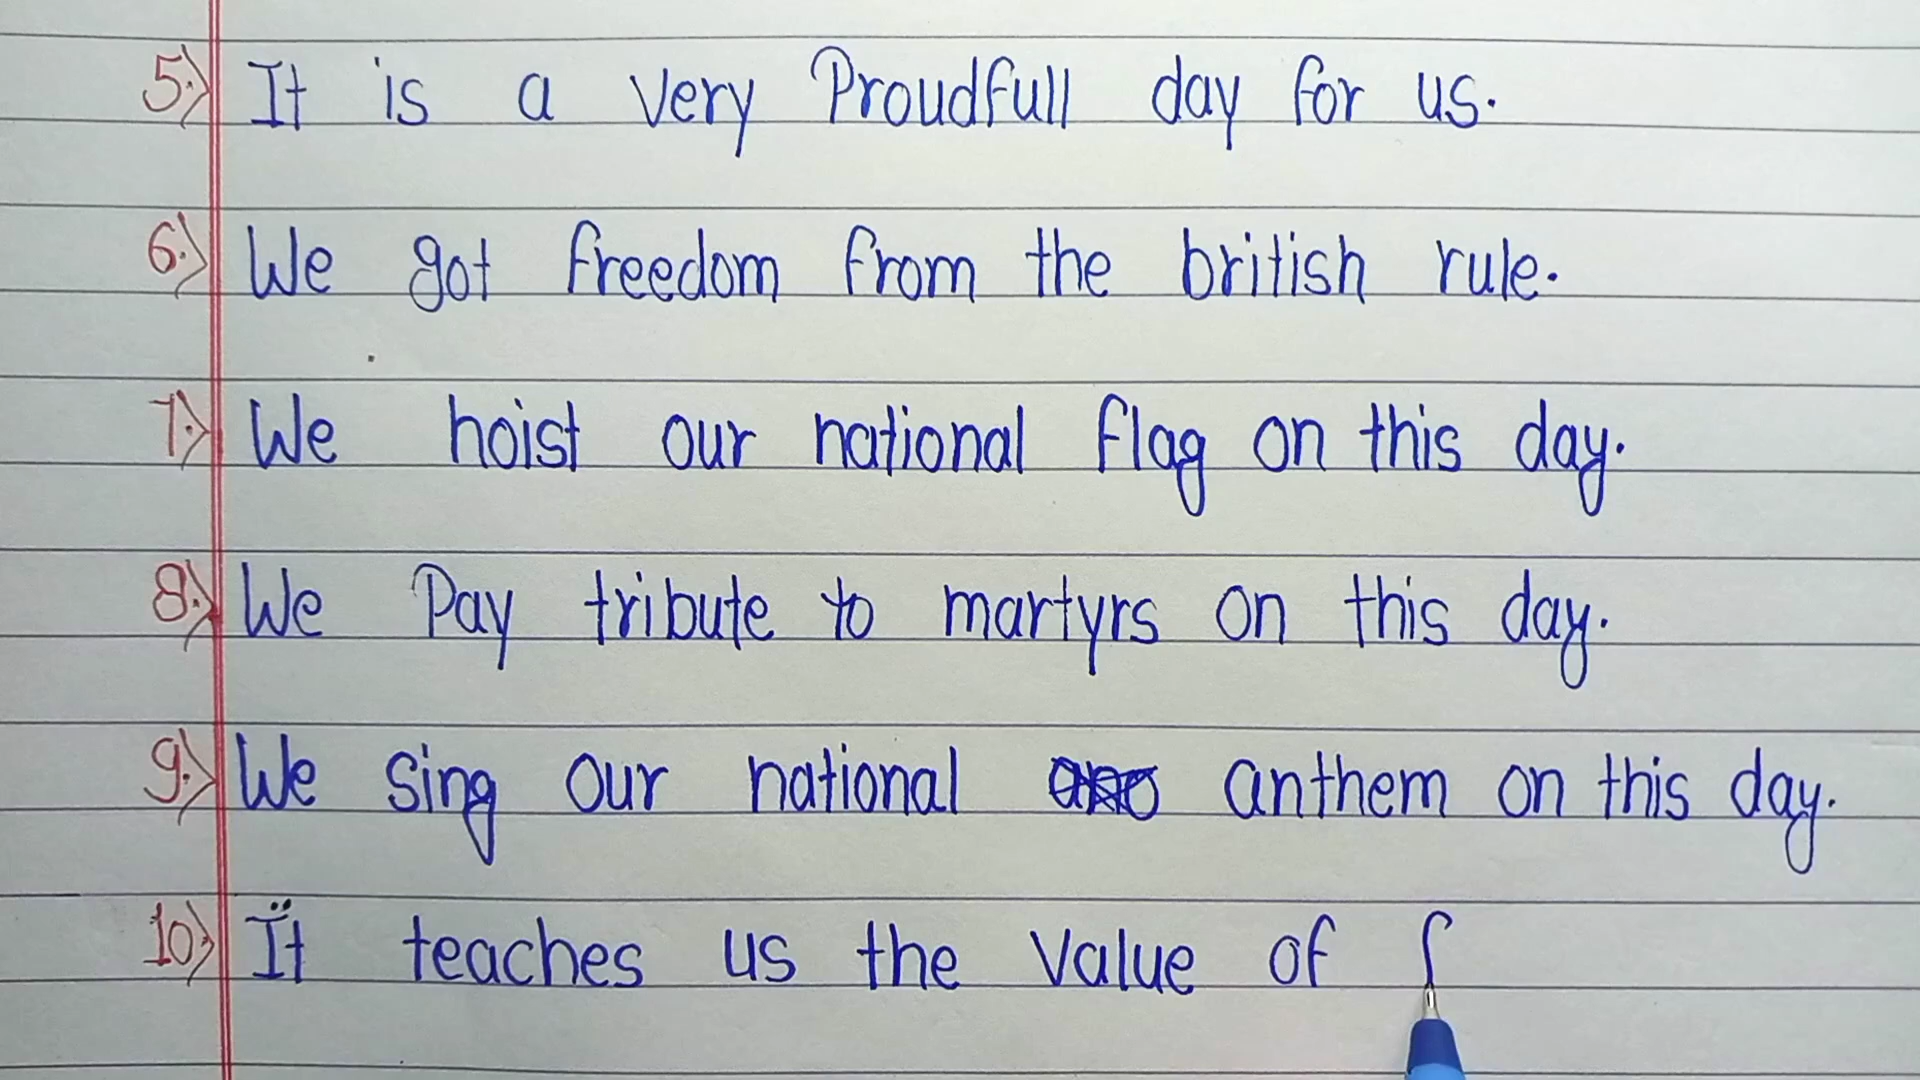 5.) It is a very Proudfull day for us.
6.) We got freedom from the british rule.
7.) We hoist our national flag on this day.
8.) We Pay tribute to martyrs on this day.
9.) We sing our national anthem on this day.
10.) It teaches us the value of f